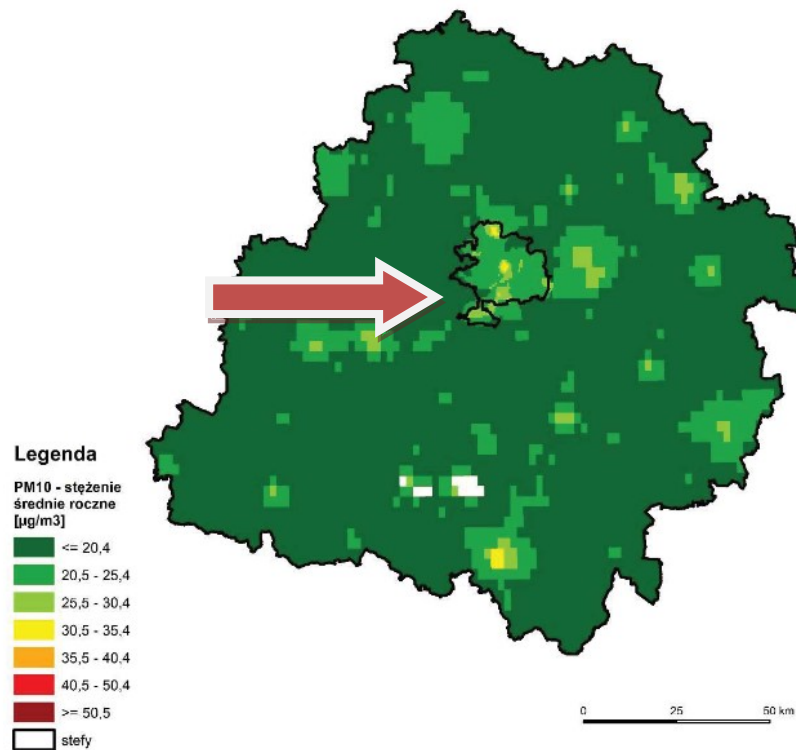 Legenda
PM10 - stężenie
średnie roczne
[µg/m3]
<= 20,4
20,5 - 25,4
25,5 - 30,4
30,5 - 35,4
35,5 - 40,4
40,5 - 50,4
>= 50,5
stefy
0 25 50 km